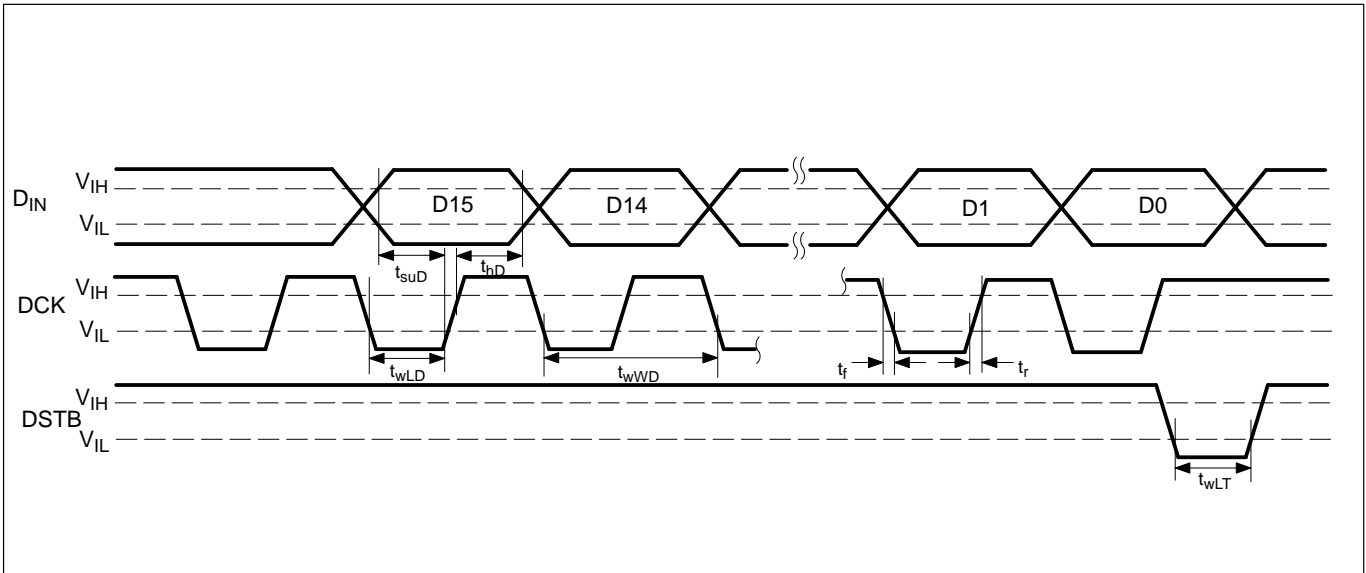 V_IH
D_IN
V_IL
D15
D14
D1
D0
t_suD
t_hD
V_IH
DCK
V_IL
t_wLD
t_wWD
t_f
t_r
V_IH
DSTB
V_IL
t_wLT